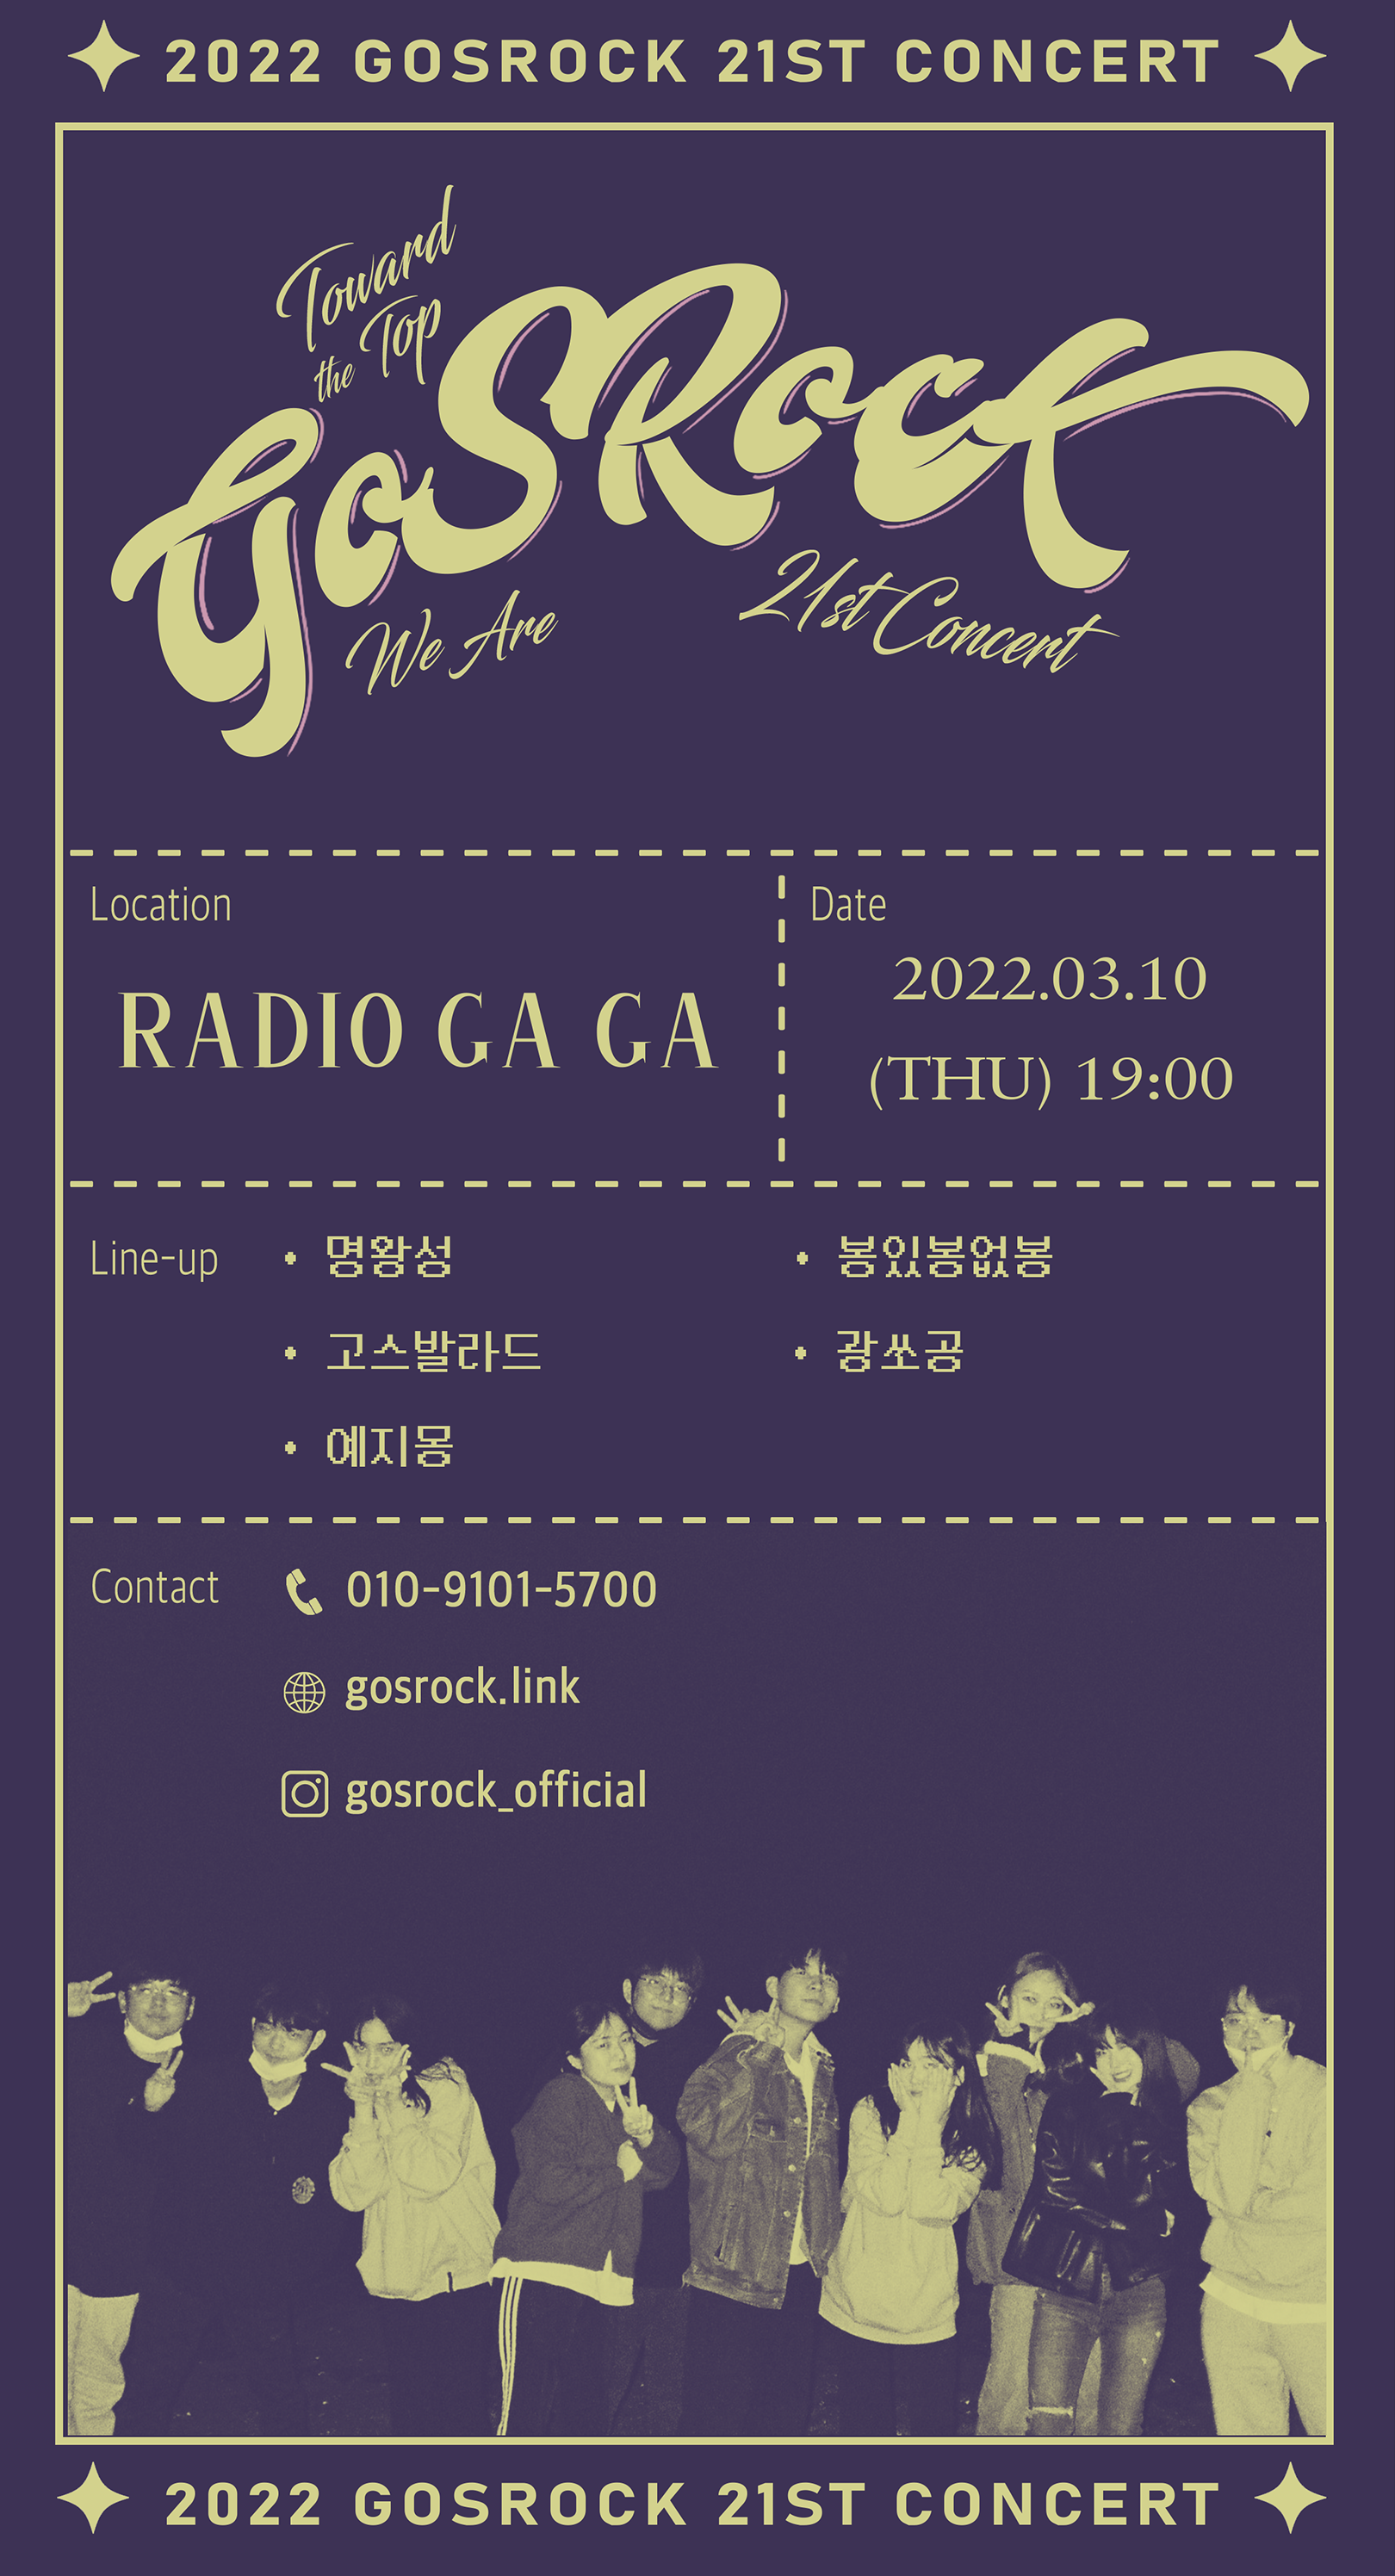 2022 GOSROCK 21ST CONCERT
Toward
the Top
GoSRock
We Are
21st Concert
Location
RADIO GA GA
Date
2022.03.10
(THU) 19:00
Line-up
• 명왕성
• 봉있봉없봉
• 고스발라드
• 광쏘공
• 예지몽
Contact
010-9101-5700
gosrock.link
gosrock_official
2022 GOSROCK 21ST CONCERT